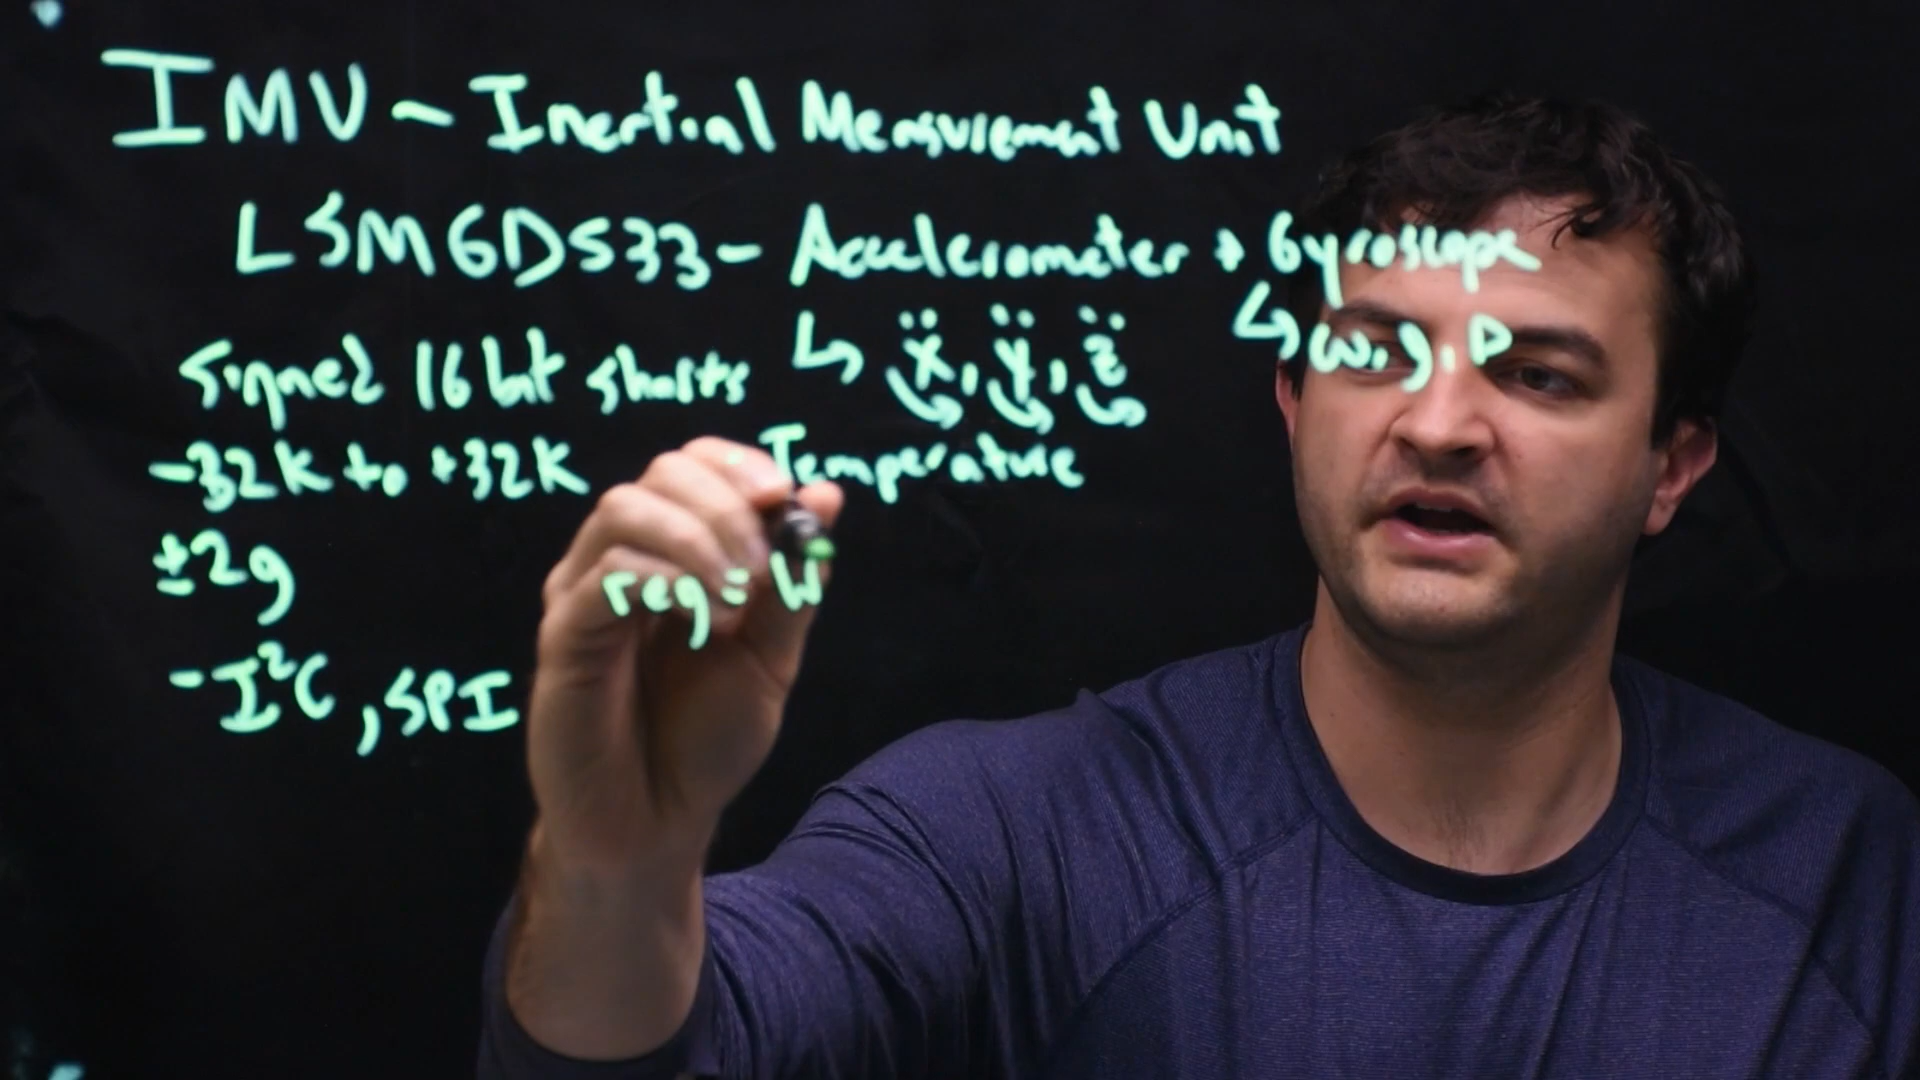 IMU - Inertial Measurement Unit
LSM6DS33 - Accelerometer + Gyroscope
signed 16 bit shorts ↳ ẍ, ÿ, z̈ ↳ ω, y, p
-32K to +32K · Temperature
±2g
reg = W
- I²C, SPI